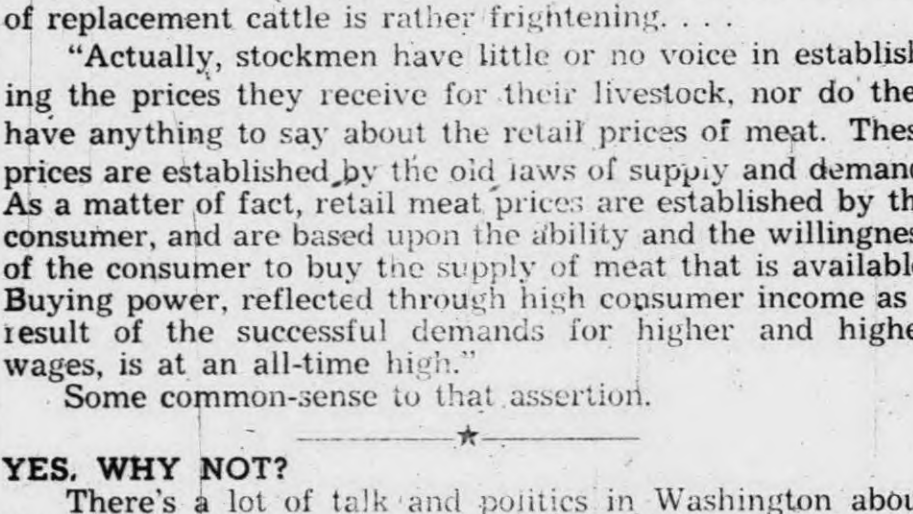 of replacement cattle is rather frightening. . . .
"Actually, stockmen have little or no voice in establish
ing the prices they receive for their livestock, nor do the
have anything to say about the retail prices of meat. Thes
prices are established by the old laws of supply and demand
As a matter of fact, retail meat prices are established by th
consumer, and are based upon the ability and the willingnes
of the consumer to buy the supply of meat that is available
Buying power, reflected through high consumer income as
result of the successful demands for higher and highe
wages, is at an all-time high."
Some common-sense to that assertion.
YES, WHY NOT?
There's a lot of talk and politics in Washington abou